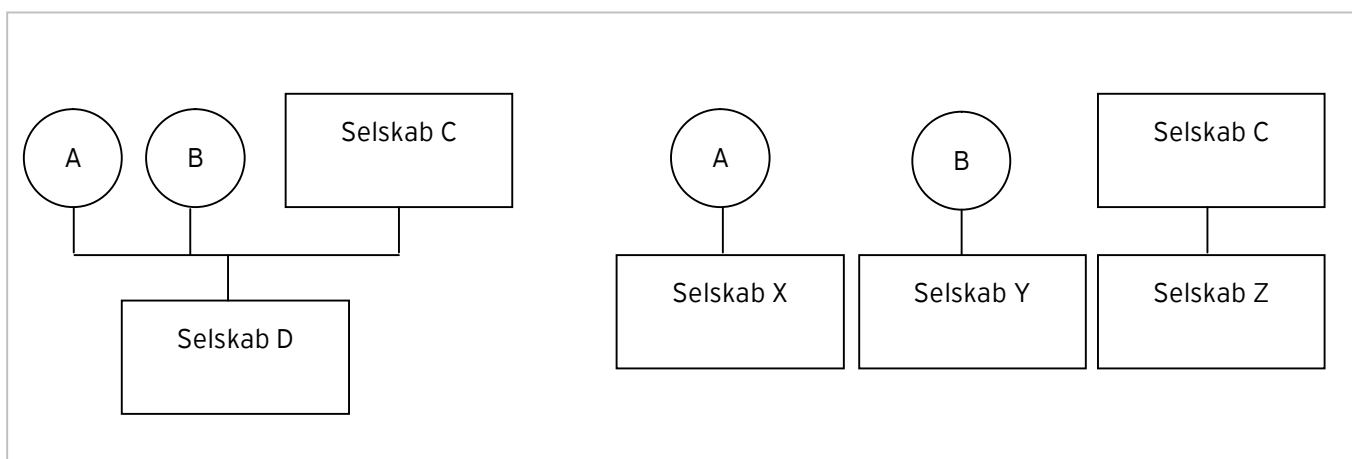 A
B
Selskab C
Selskab D
A
B
Selskab C
Selskab X
Selskab Y
Selskab Z